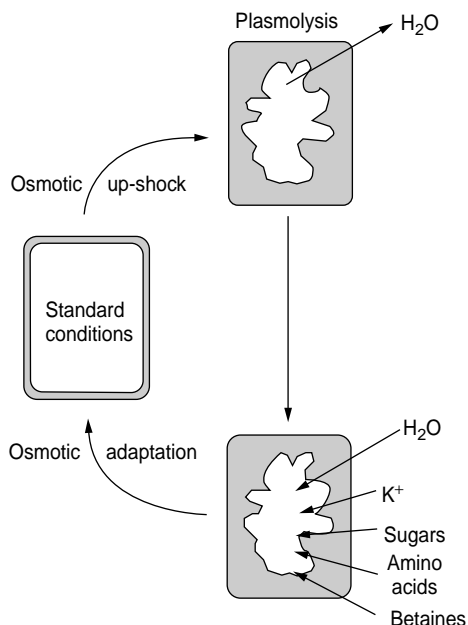 Plasmolysis
H₂O
Osmotic up-shock
Standard
conditions
Osmotic adaptation
H₂O
K⁺
Sugars
Amino
acids
Betaines